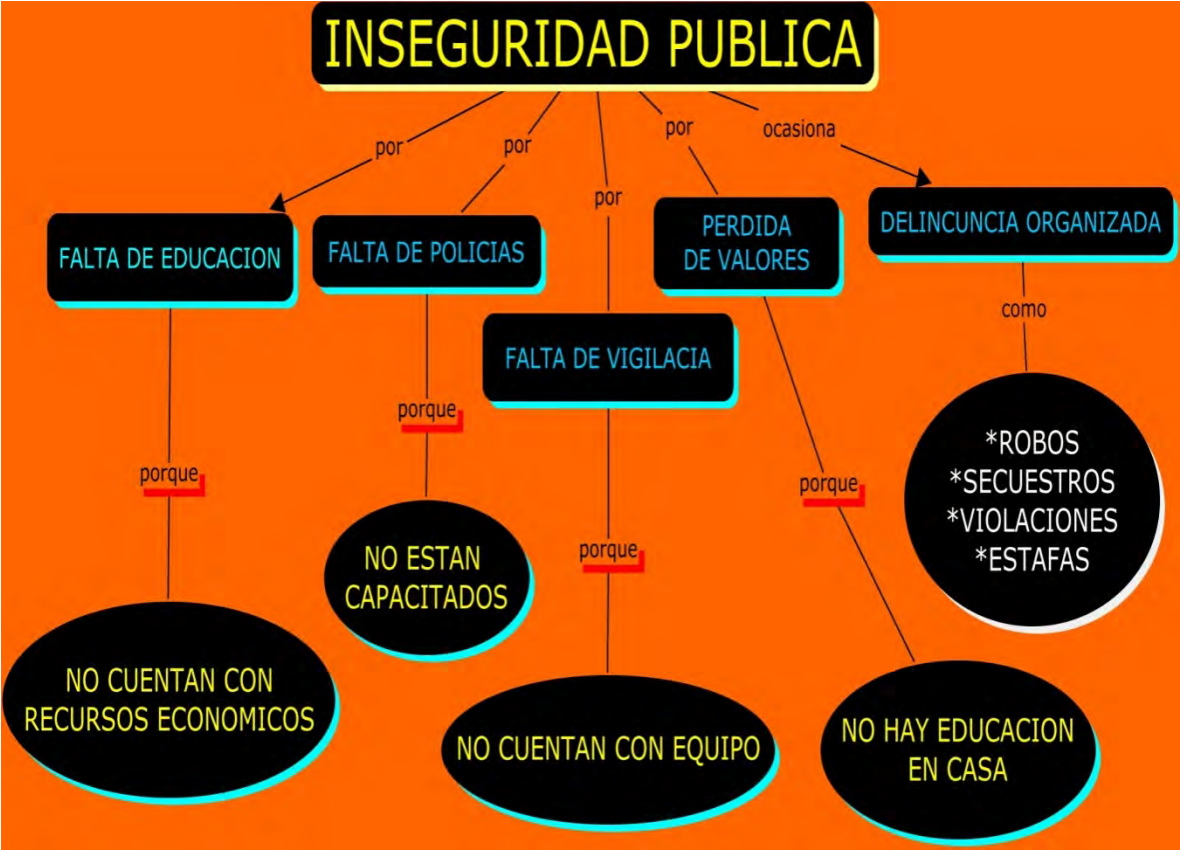 INSEGURIDAD PUBLICA
por
por
por
por
ocasiona
FALTA DE EDUCACION
FALTA DE POLICIAS
FALTA DE VIGILACIA
PERDIDA
DE VALORES
DELINCUNCIA ORGANIZADA
porque
porque
porque
porque
como
NO CUENTAN CON
RECURSOS ECONOMICOS
NO ESTAN
CAPACITADOS
NO CUENTAN CON EQUIPO
NO HAY EDUCACION
EN CASA
*ROBOS
*SECUESTROS
*VIOLACIONES
*ESTAFAS